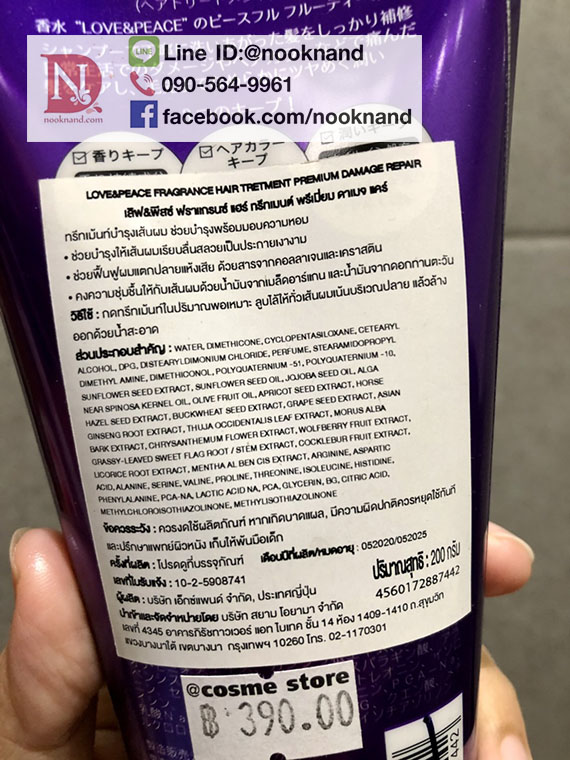 香水 "LOVE&PEACE" のピースフル フルーティー
Line ID:@nooknand
LINE
N
nooknand.com
090-564-9961
facebook.com/nooknand
香りキープ
ヘアカラー
キープ
潤いキープ
LOVE&PEACE FRAGRANCE HAIR TRETMENT PREMIUM DAMAGE REPAIR
เลิฟ&พีสซ์ ฟราแกรนซ์ แฮร์ ทรีทเมนต์ พรีเมี่ยม ดาเมจ แคร์
ทรีทเม้นท์บำรุงเส้นผม ช่วยบำรุงพร้อมมอบความหอม
• ช่วยบำรุงให้เส้นผมเรียบลื่นสลวยเป็นประกายเงางาม
• ช่วยฟื้นฟูผมแตกปลายแห้งเสีย ด้วยสารจากคอลลาเจนและเคราติน
• คงความชุ่มชื้นให้กับเส้นผมด้วยน้ำมันจากเมล็ดอาร์แกน และน้ำมันจากดอกทานตะวัน
วิธีใช้ : กดทรีทเม้นท์ในปริมาณพอเหมาะ ลูบไล้ให้ทั่วเส้นผมเน้นบริเวณปลาย แล้วล้าง
ออกด้วยน้ำสะอาด
ส่วนประกอบสำคัญ : WATER, DIMETHICONE, CYCLOPENTASILOXANE, CETEARYL
ALCOHOL, DPG, DISTEARYLDIMONIUM CHLORIDE, PERFUME, STEARAMIDOPROPYL
DIMETHYL AMINE, DIMETHICONOL, POLYQUATERNIUM -51, POLYQUATERNIUM -10,
SUNFLOWER SEED EXTRACT, SUNFLOWER SEED OIL, JOJOBA SEED OIL, ALGA
NEAR SPINOSA KERNEL OIL, OLIVE FRUIT OIL, APRICOT SEED EXTRACT, HORSE
HAZEL SEED EXTRACT, BUCKWHEAT SEED EXTRACT, GRAPE SEED EXTRACT, ASIAN
GINSENG ROOT EXTRACT, THUJA OCCIDENTALIS LEAF EXTRACT, MORUS ALBA
BARK EXTRACT, CHRYSANTHEMUM FLOWER EXTRACT, WOLFBERRY FRUIT EXTRACT,
GRASSY-LEAVED SWEET FLAG ROOT / STEM EXTRACT, COCKLEBUR FRUIT EXTRACT,
LICORICE ROOT EXTRACT, MENTHA AL BEN CIS EXTRACT, ARGININE, ASPARTIC
ACID, ALANINE, SERINE, VALINE, PROLINE, THREONINE, ISOLEUCINE, HISTIDINE,
PHENYLALANINE, PCA-NA, LACTIC ACID NA, PCA, GLYCERIN, BG, CITRIC ACID,
METHYLCHLOROISOTHIAZOLINONE, METHYLISOTHIAZOLINONE
ข้อควรระวัง : ควรงดใช้ผลิตภัณฑ์ หากเกิดบาดแผล, มีความผิดปกติควรหยุดใช้ทันที
และปรึกษาแพทย์ผิวหนัง เก็บให้พ้นมือเด็ก
ครั้งที่ผลิต : โปรดดูที่บรรจุภัณฑ์ เดือนปีที่ผลิต/หมดอายุ : 052020/052025
เลขที่ใบรับแจ้ง : 10-2-5908741
ปริมาณสุทธิ : 200 กรัม
4560172887442
ผู้ผลิต : บริษัท เอ็กซ์แพนด์ จำกัด, ประเทศญี่ปุ่น
นำเข้าและจัดจำหน่ายโดย บริษัท สยาม โอยามา จำกัด
เลขที่ 4345 อาคารภิรัชทาวเวอร์ แอท ไบเทค ชั้น 14 ห้อง 1409-1410 ถ.สุขุมวิท
แขวงบางนาใต้ เขตบางนา กรุงเทพฯ 10260 โทร. 02-1170301
@cosme store
฿ 390.00